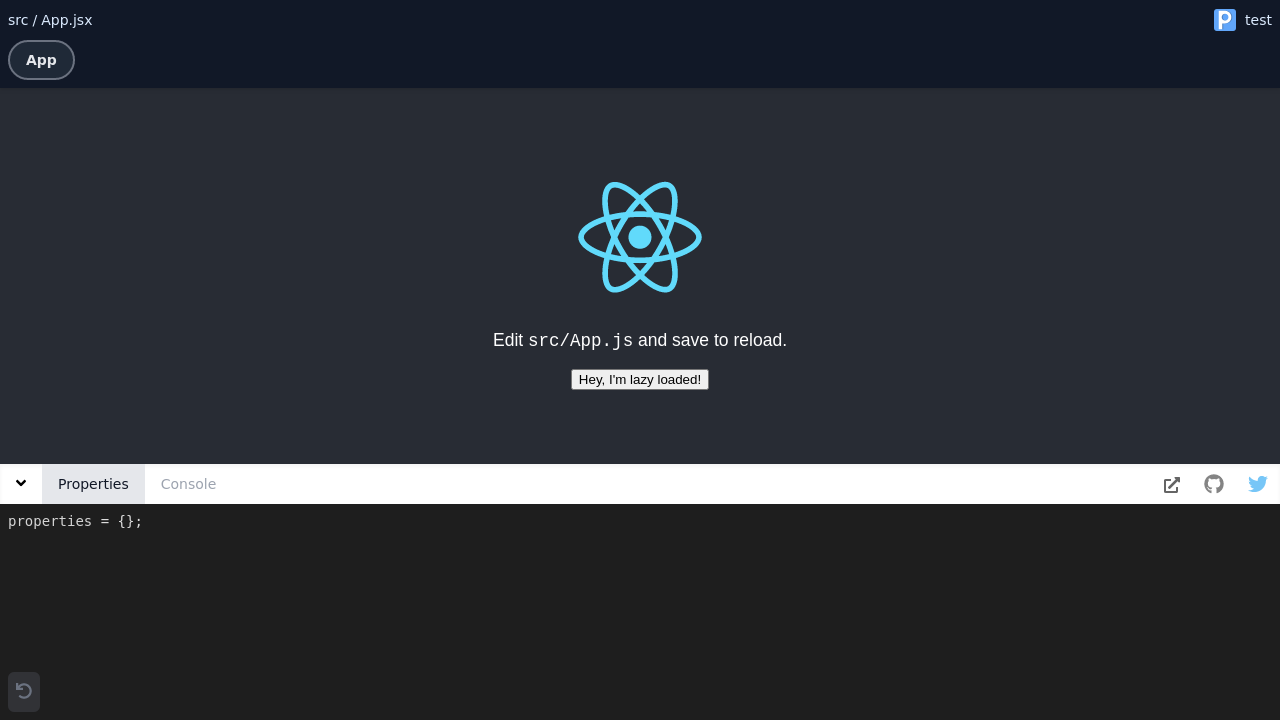 src / App.jsx
P test
App
Edit src/App.js and save to reload.
Hey, I'm lazy loaded!
Properties
Console
properties = {};